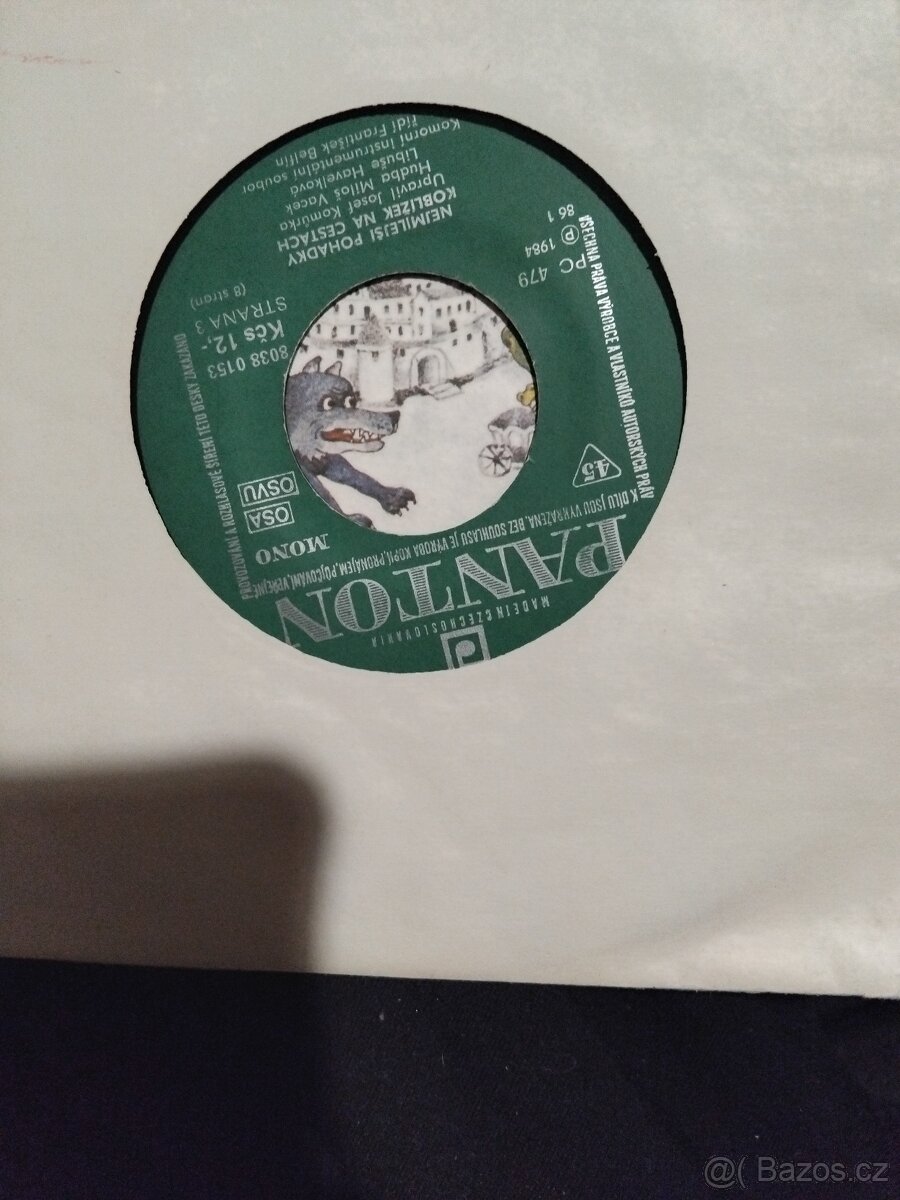 PANTON
MADE IN CZECHOSLOVAKIA
K DÍLU JSOU VYHRAŽENA, BEZ SOUHLASU JE VÝROBA KOPIÍ, PRONÁJEM, PŮJČOVÁNÍ, VEŘEJNÉ
PROVOZOVÁNÍ A ROZHLASOVÉ ŠÍŘENÍ TÉTO DESKY ZAKÁZÁNO
VŠECHNA PRÁVA VÝROBCE A VLASTNÍKŮ AUTORSKÝCH PRÁV
45
MONO
OSA
OSVU
PC 479
Ⓟ 1984
86 1
8038 0153
Kčs 12,-
STRANA 3
(8 stran)
NEJMILEJŠÍ POHÁDKY
KOBLÍŽEK NA CESTÁCH
Upravil Josef Komůrka
Hudba Miloš Vacek
Libuše Havelková
Komorní instrumentální soubor
řídí František Belfín
@( Bazos.cz